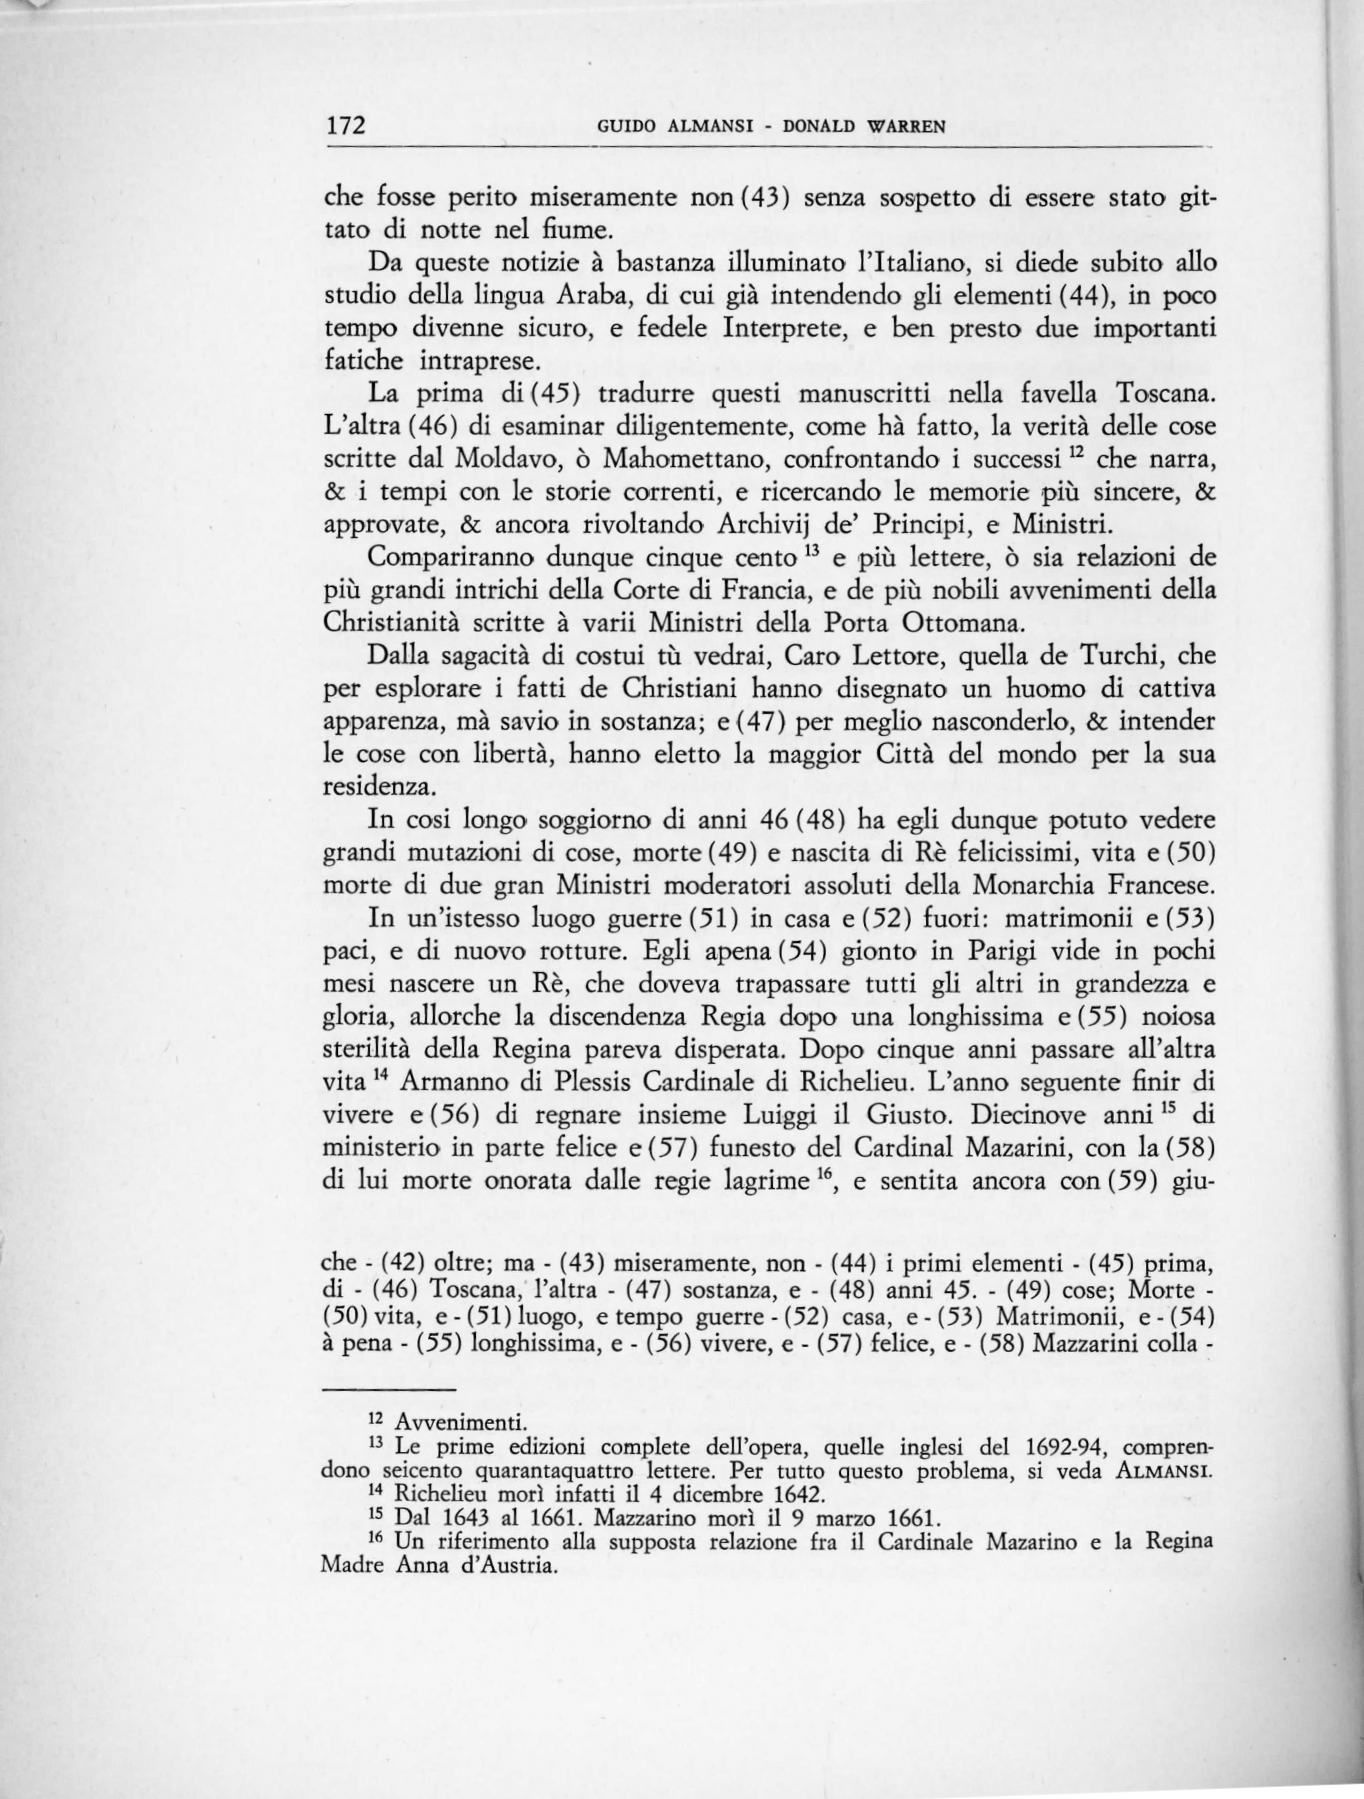 172
GUIDO ALMANSI - DONALD WARREN
che fosse perito miseramente non (43) senza sospetto di essere stato git-
tato di notte nel fiume.
Da queste notizie à bastanza illuminato l'Italiano, si diede subito allo
studio della lingua Araba, di cui già intendendo gli elementi (44), in poco
tempo divenne sicuro, e fedele Interprete, e ben presto due importanti
fatiche intraprese.
La prima di (45) tradurre questi manuscritti nella favella Toscana.
L'altra (46) di esaminar diligentemente, come hà fatto, la verità delle cose
scritte dal Moldavo, ò Mahomettano, confrontando i successi ¹² che narra,
& i tempi con le storie correnti, e ricercando le memorie più sincere, &
approvate, & ancora rivoltando Archivij de' Principi, e Ministri.
Compariranno dunque cinque cento ¹³ e più lettere, ò sia relazioni de
più grandi intrichi della Corte di Francia, e de più nobili avvenimenti della
Christianità scritte à varii Ministri della Porta Ottomana.
Dalla sagacità di costui tù vedrai, Caro Lettore, quella de Turchi, che
per esplorare i fatti de Christiani hanno disegnato un huomo di cattiva
apparenza, mà savio in sostanza; e (47) per meglio nasconderlo, & intender
le cose con libertà, hanno eletto la maggior Città del mondo per la sua
residenza.
In cosi longo soggiorno di anni 46 (48) ha egli dunque potuto vedere
grandi mutazioni di cose, morte (49) e nascita di Rè felicissimi, vita e (50)
morte di due gran Ministri moderatori assoluti della Monarchia Francese.
In un'istesso luogo guerre (51) in casa e (52) fuori: matrimonii e (53)
paci, e di nuovo rotture. Egli apena (54) gionto in Parigi vide in pochi
mesi nascere un Rè, che doveva trapassare tutti gli altri in grandezza e
gloria, allorche la discendenza Regia dopo una longhissima e (55) noiosa
sterilità della Regina pareva disperata. Dopo cinque anni passare all'altra
vita ¹⁴ Armanno di Plessis Cardinale di Richelieu. L'anno seguente finir di
vivere e (56) di regnare insieme Luiggi il Giusto. Diecinove anni ¹⁵ di
ministerio in parte felice e (57) funesto del Cardinal Mazarini, con la (58)
di lui morte onorata dalle regie lagrime ¹⁶, e sentita ancora con (59) giu-
che - (42) oltre; ma - (43) miseramente, non - (44) i primi elementi - (45) prima,
di - (46) Toscana, l'altra - (47) sostanza, e - (48) anni 45. - (49) cose; Morte -
(50) vita, e - (51) luogo, e tempo guerre - (52) casa, e - (53) Matrimonii, e - (54)
à pena - (55) longhissima, e - (56) vivere, e - (57) felice, e - (58) Mazzarini colla -
¹² Avvenimenti.
¹³ Le prime edizioni complete dell'opera, quelle inglesi del 1692-94, compren-
dono seicento quarantaquattro lettere. Per tutto questo problema, si veda ALMANSI.
¹⁴ Richelieu morì infatti il 4 dicembre 1642.
¹⁵ Dal 1643 al 1661. Mazzarino morì il 9 marzo 1661.
¹⁶ Un riferimento alla supposta relazione fra il Cardinale Mazarino e la Regina
Madre Anna d'Austria.